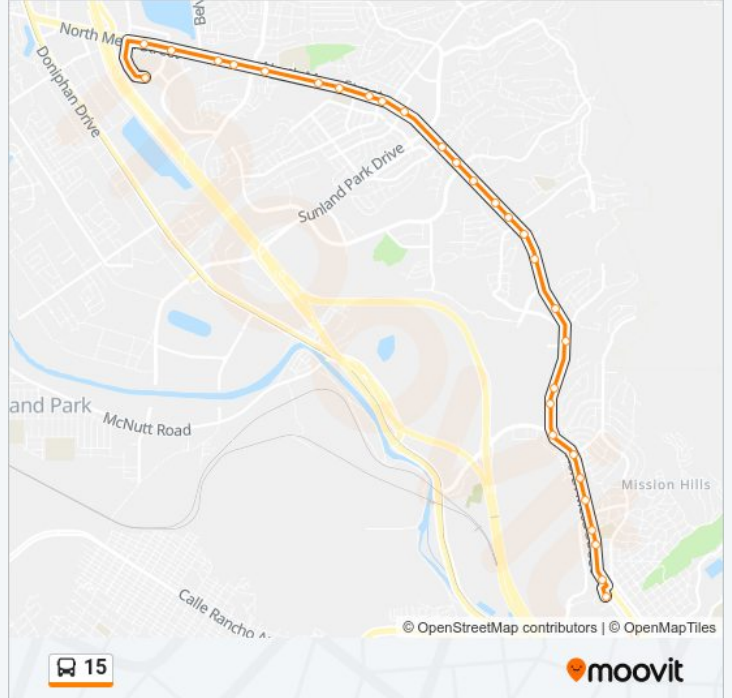 North Me
Street
Doniphan Drive
Sunland Park Drive
and Park
McNutt Road
Mission Hills
Calle Rancho A
© OpenStreetMap contributors | © OpenMapTiles
15
moovit